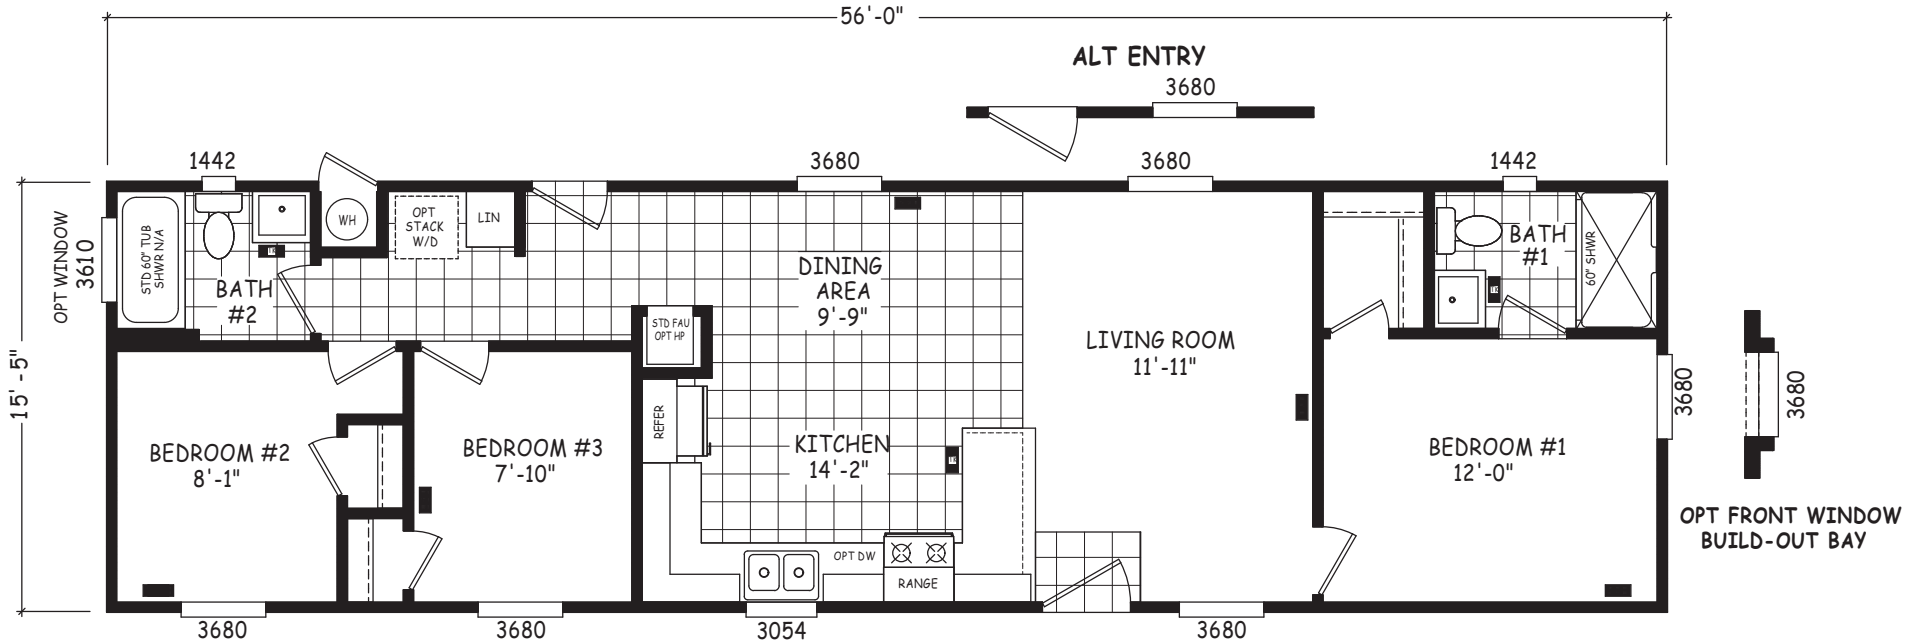 56'-0"
ALT ENTRY
3680
1442
3680
3680
1442
15'-5"
OPT WINDOW
3610
STD 60" TUB
SHWR N/A
BATH
#2
WH
OPT
STACK
W/D
LIN
DINING
AREA
9'-9"
STD FAU
OPT HP
LIVING ROOM
11'-11"
BATH
#1
60" SHWR
3680
3680
REFER
BEDROOM #2
8'-1"
BEDROOM #3
7'-10"
KITCHEN
14'-2"
BEDROOM #1
12'-0"
OPT FRONT WINDOW
BUILD-OUT BAY
OPT DW
RANGE
3680
3680
3054
3680